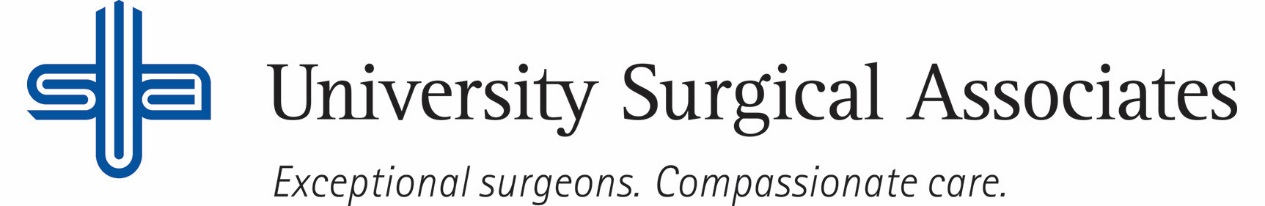 University Surgical Associates
Exceptional surgeons. Compassionate care.